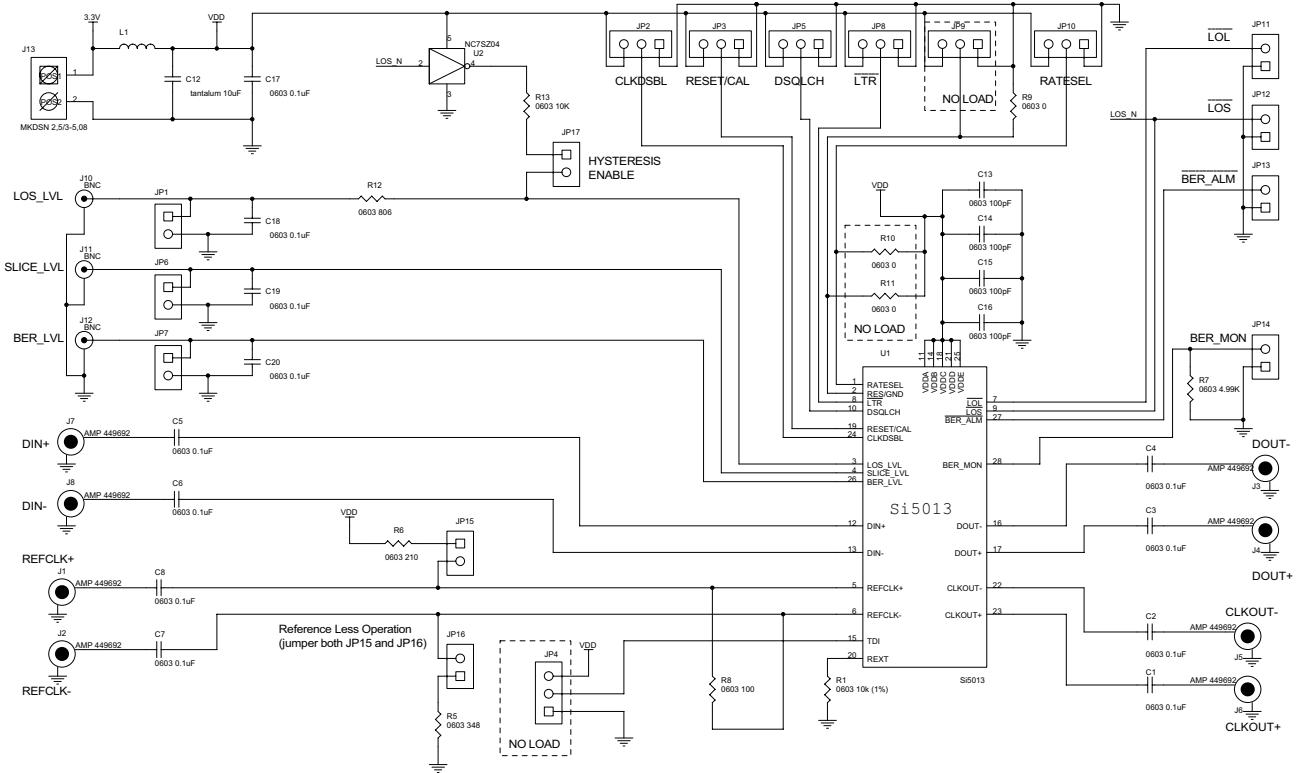 3.3V
L1
VDD
J13
POS1
POS2
1
2
MKDSN 2,5/3-5,08
C12
tantalum 10uF
C17
0603 0.1uF
LOS_N
NC7SZ04
U2
5
2
4
3
R13
0603 10K
JP17
HYSTERESIS
ENABLE
JP2
CLKDSBL
JP3
RESET/CAL
JP5
DSQLCH
JP8
LTR
JP9
NO LOAD
R9
0603 0
JP10
RATESEL
JP11
LOL
JP12
LOS
LOS_N
JP13
BER_ALM
LOS_LVL
J10
BNC
JP1
C18
0603 0.1uF
R12
0603 806
SLICE_LVL
J11
BNC
JP6
C19
0603 0.1uF
BER_LVL
J12
BNC
JP7
C20
0603 0.1uF
VDD
C13
0603 100pF
C14
0603 100pF
C15
0603 100pF
C16
0603 100pF
R10
0603 0
R11
0603 0
NO LOAD
JP14
BER_MON
R7
0603 4.99K
U1
11
14
18
21
25
VDDA
VDDB
VDDC
VDDD
VDDE
1 RATESEL
2 RES/GND
8 LTR
10 DSQLCH
19 RESET/CAL
24 CLKDSBL
3 LOS_LVL
4 SLICE_LVL
26 BER_LVL
12 DIN+
13 DIN-
5 REFCLK+
6 REFCLK-
15 TDI
20 REXT
LOL 7
LOS 9
BER_ALM 27
BER_MON 28
DOUT- 16
DOUT+ 17
CLKOUT- 22
CLKOUT+ 23
Si5013
Si5013
DIN+
J7
AMP 449692
C5
0603 0.1uF
DIN-
J8
AMP 449692
C6
0603 0.1uF
VDD
R6
0603 210
JP15
REFCLK+
J1
AMP 449692
C8
0603 0.1uF
J2
AMP 449692
C7
0603 0.1uF
REFCLK-
Reference Less Operation
(jumper both JP15 and JP16)
JP16
R5
0603 348
JP4
VDD
NO LOAD
R8
0603 100
R1
0603 10k (1%)
DOUT-
C4
0603 0.1uF
AMP 449692
J3
C3
0603 0.1uF
AMP 449692
J4
DOUT+
CLKOUT-
C2
0603 0.1uF
AMP 449692
J5
C1
0603 0.1uF
AMP 449692
J6
CLKOUT+